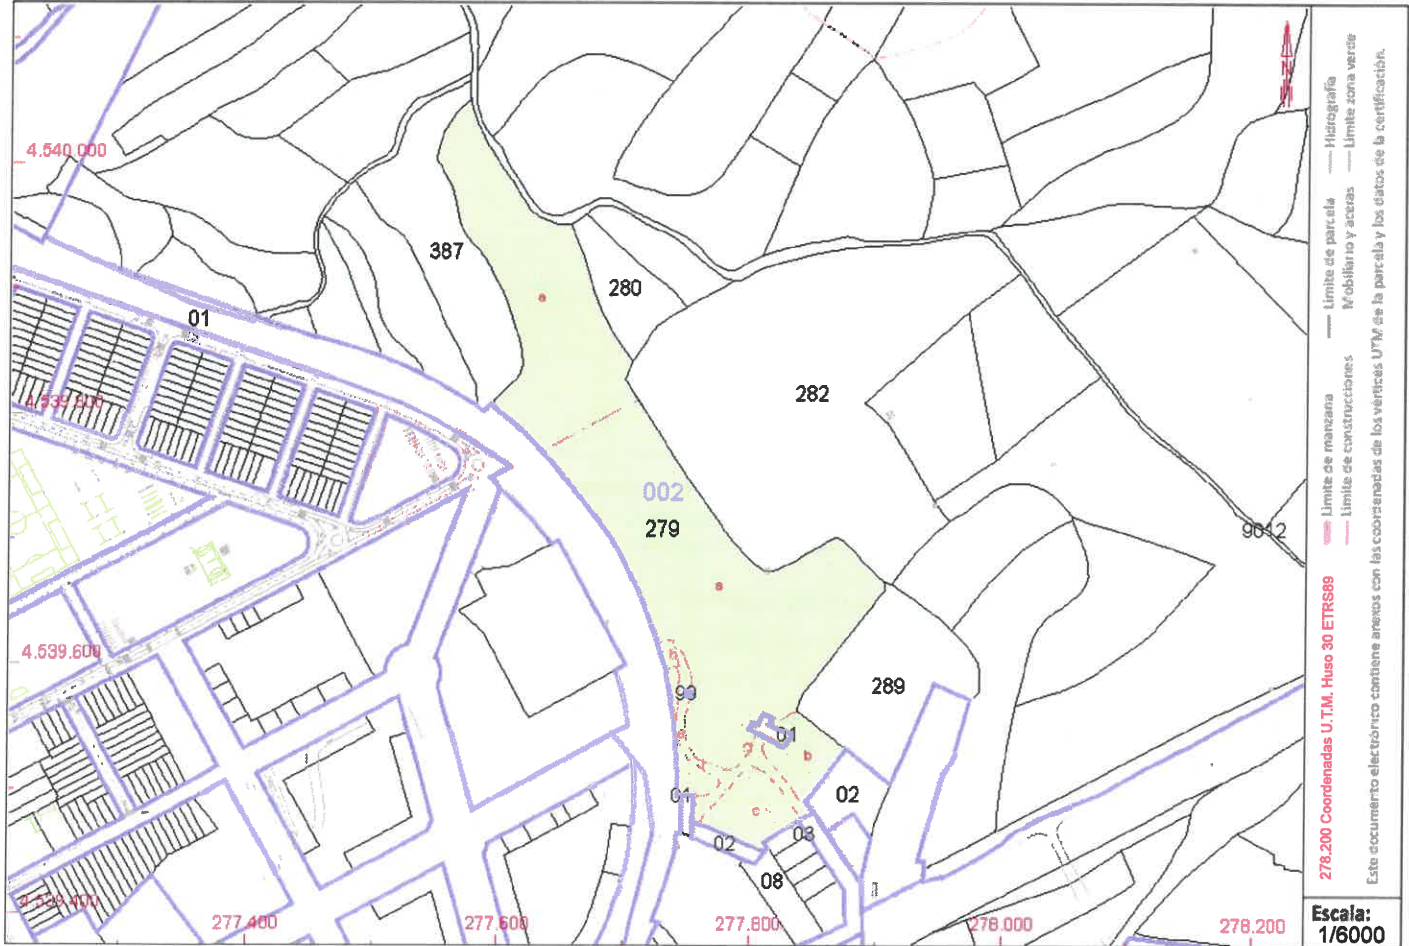 4.540.000
387
280
01
a
4.539.800
282
002
279
9012
a
4.539.600
h
99
289
01
b
01
02
c
02
03
08
4.539.400
277.400
277.600
277.800
278.000
278.200
N
278.200 Coordenadas U.T.M. Huso 30 ETRS89
Límite de manzana
Límite de parcela
Hidrografía
Límite de construcciones
Mobiliario y aceras
Límite zona verde
Este documento electrónico contiene anexos con las coordenadas de los vértices UTM de la parcela y los datos de la certificación.
Escala:
1/6000